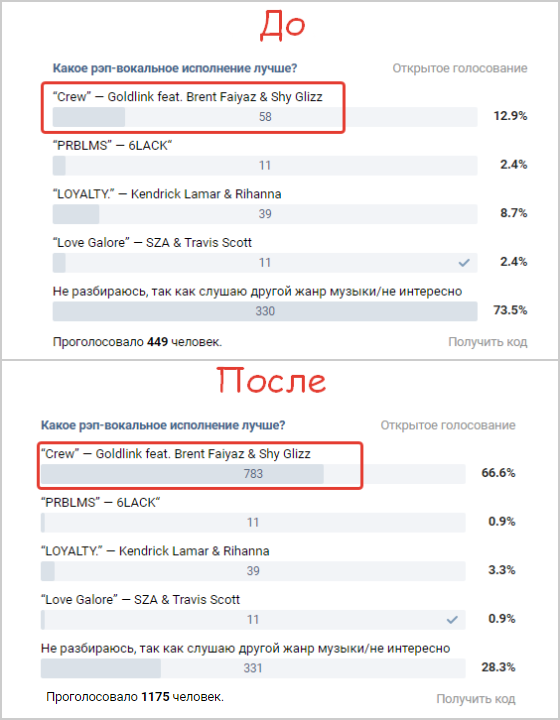 До
Какое рэп-вокальное исполнение лучше? Открытое голосование
“Crew” — Goldlink feat. Brent Faiyaz & Shy Glizz
58 12.9%
“PRBLMS” — 6LACK“
11 2.4%
“LOYALTY.” — Kendrick Lamar & Rihanna
39 8.7%
“Love Galore” — SZA & Travis Scott
11 2.4%
Не разбираюсь, так как слушаю другой жанр музыки/не интересно
330 73.5%
Проголосовало 449 человек. Получить код
После
Какое рэп-вокальное исполнение лучше? Открытое голосование
“Crew” — Goldlink feat. Brent Faiyaz & Shy Glizz
783 66.6%
“PRBLMS” — 6LACK“
11 0.9%
“LOYALTY.” — Kendrick Lamar & Rihanna
39 3.3%
“Love Galore” — SZA & Travis Scott
11 0.9%
Не разбираюсь, так как слушаю другой жанр музыки/не интересно
331 28.3%
Проголосовало 1175 человек. Получить код